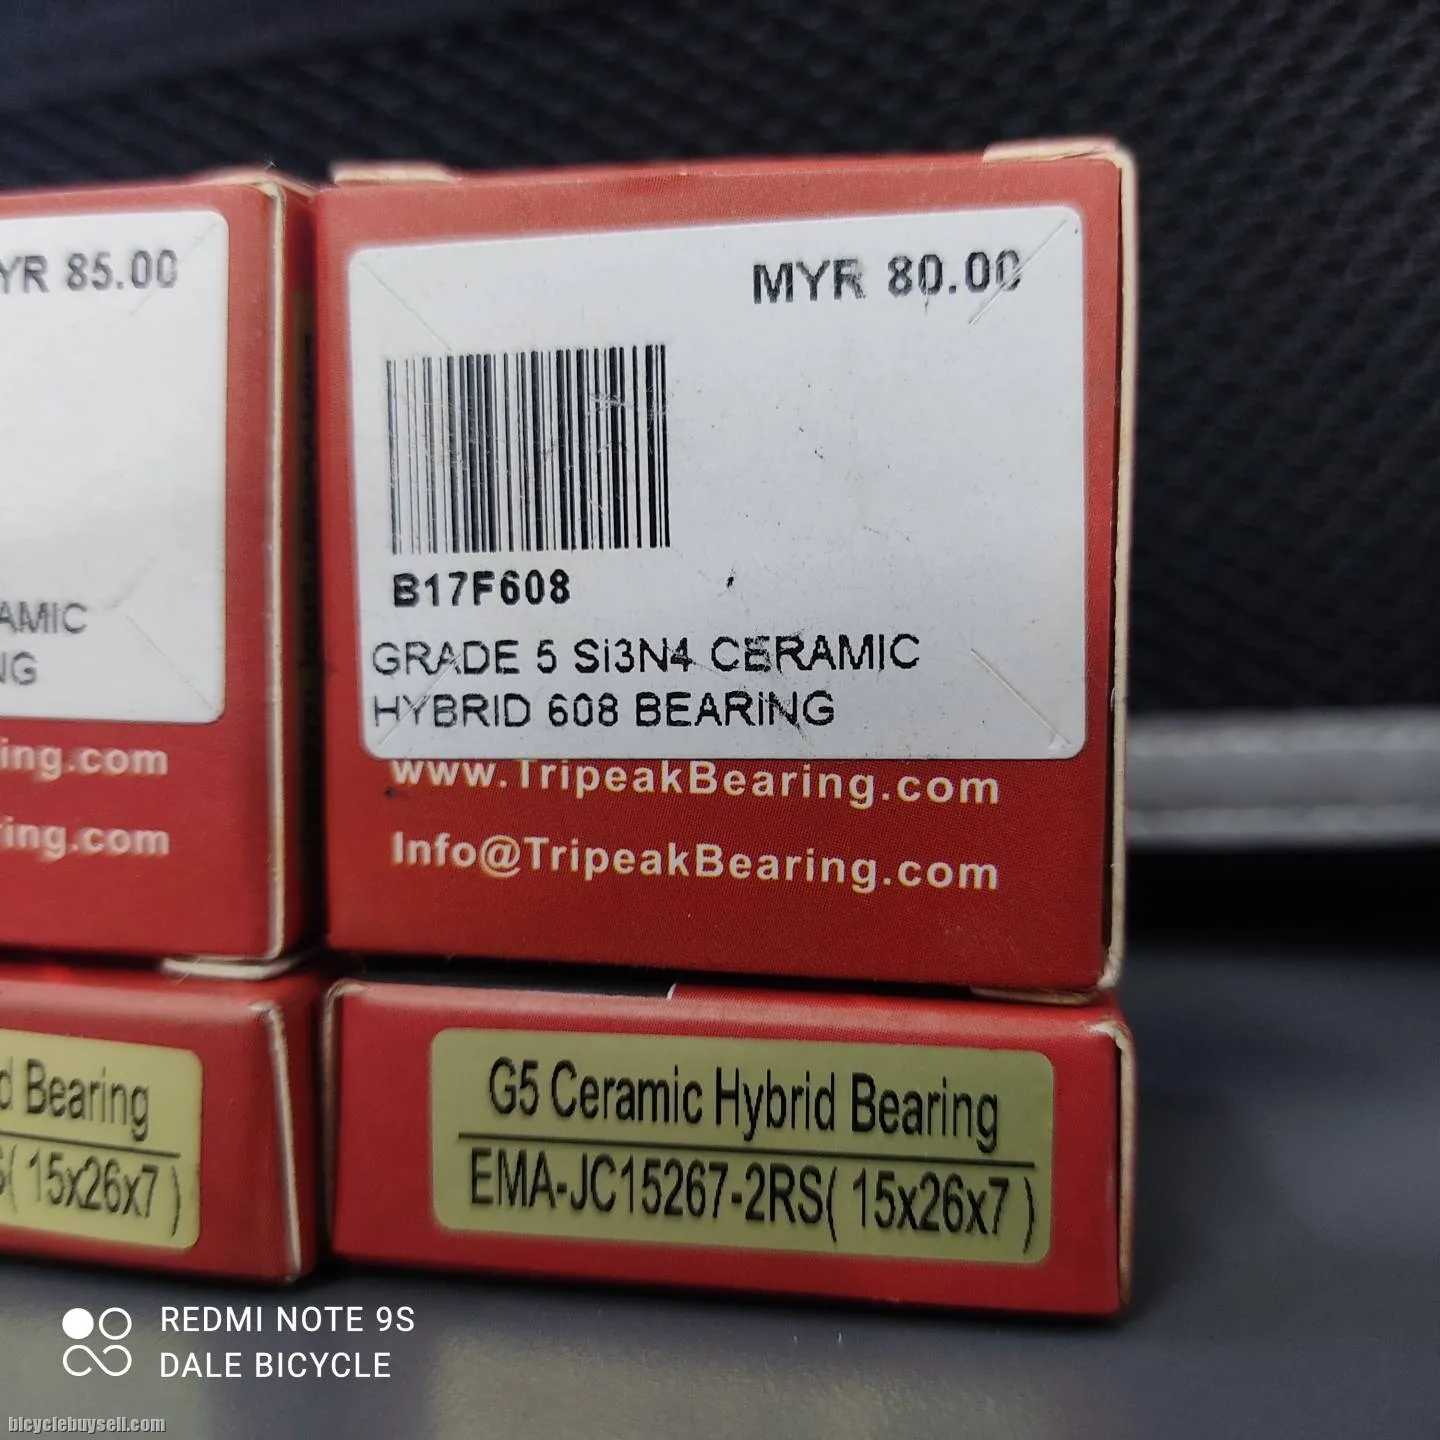 YR 85.00
AMIC
NG
ing.com
ring.com
d Bearing
S( 15x26x7 )
MYR 80.00
B17F608
GRADE 5 Si3N4 CERAMIC
HYBRID 608 BEARiNG
www.TripeakBearing.com
Info@TripeakBearing.com
G5 Ceramic Hybrid Bearing
EMA-JC15267-2RS( 15x26x7 )
REDMI NOTE 9S
DALE BICYCLE
bicyclebuysell.com